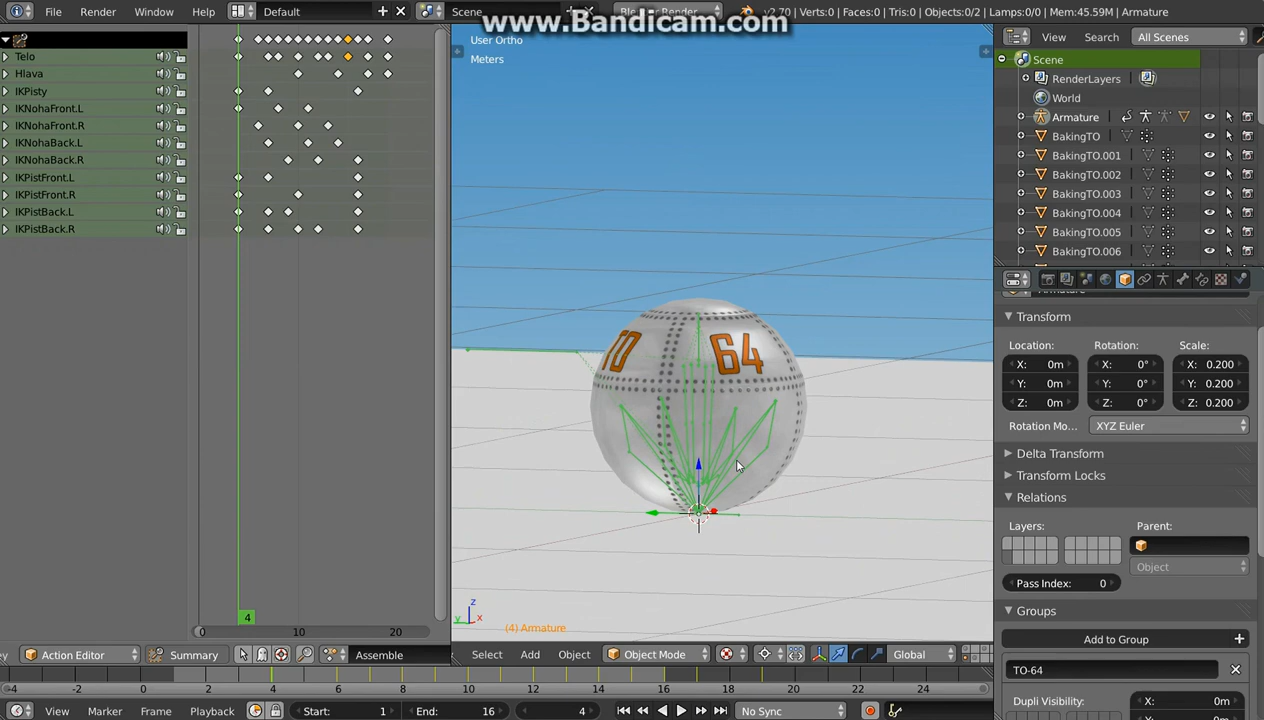 www.Bandicam.com
File Render Window Help Default Scene v2.70 | Verts:0 | Faces:0 | Tris:0 | Objects:0/2 | Lamps:0/0 | Mem:45.59M | Armature
User Ortho
Meters
Telo
Hlava
IKPisty
IKNohaFront.L
IKNohaFront.R
IKNohaBack.L
IKNohaBack.R
IKPistFront.L
IKPistFront.R
IKPistBack.L
IKPistBack.R
4
0 10 20
TO 64
z
y x
(4) Armature
View Search All Scenes
Scene
RenderLayers
World
Armature
BakingTO
BakingTO.001
BakingTO.002
BakingTO.003
BakingTO.004
BakingTO.005
BakingTO.006
Transform
Location: Rotation: Scale:
X: 0m X: 0° X: 0.200
Y: 0m Y: 0° Y: 0.200
Z: 0m Z: 0° Z: 0.200
Rotation Mo... XYZ Euler
Delta Transform
Transform Locks
Relations
Layers: Parent:
Object
Pass Index: 0
Groups
Add to Group
TO-64
Dupli Visibility: X: 0m
Y: 0m
Action Editor Summary Assemble
Select Add Object Object Mode Global
-4 -2 0 2 4 6 8 10 12 14 16 18 20 22 24
View Marker Frame Playback Start: 1 End: 16 4 No Sync